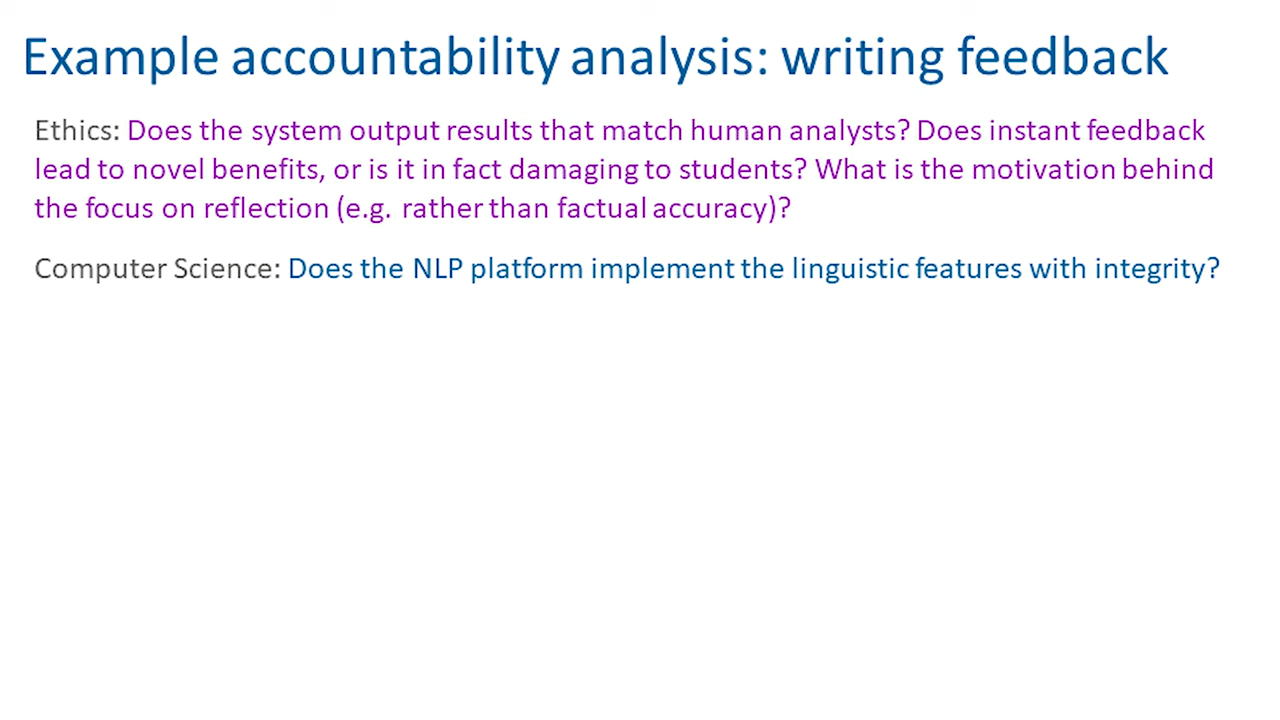 Example accountability analysis: writing feedback
Ethics: Does the system output results that match human analysts? Does instant feedback
lead to novel benefits, or is it in fact damaging to students? What is the motivation behind
the focus on reflection (e.g. rather than factual accuracy)?
Computer Science: Does the NLP platform implement the linguistic features with integrity?